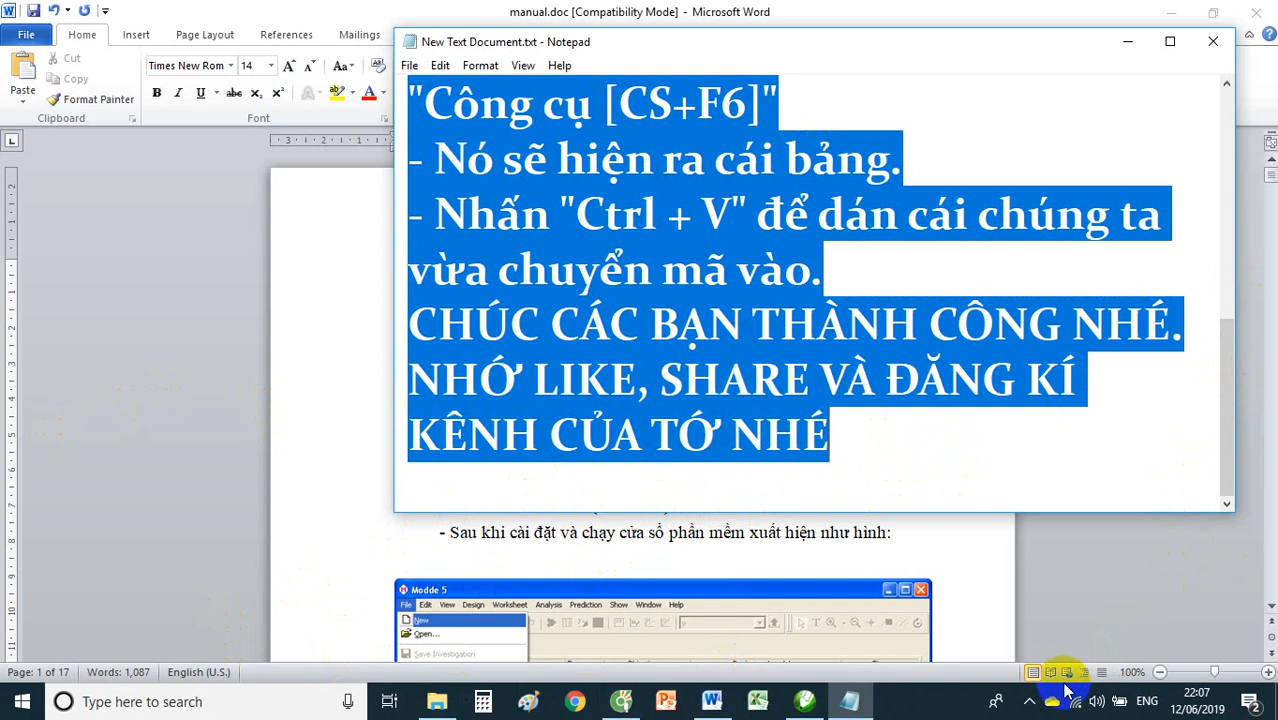 manual.doc [Compatibility Mode] - Microsoft Word
File Home Insert Page Layout References Mailings
Cut
Copy
Format Painter
Paste
Clipboard
Times New Rom 14
B I U abc X₂ X²
Font
New Text Document.txt - Notepad
File Edit Format View Help
"Công cụ [CS+F6]"
- Nó sẽ hiện ra cái bảng.
- Nhấn "Ctrl + V" để dán cái chúng ta
vừa chuyển mã vào.
CHÚC CÁC BẠN THÀNH CÔNG NHÉ.
NHỚ LIKE, SHARE VÀ ĐĂNG KÍ
KÊNH CỦA TỚ NHÉ
- Sau khi cài đặt và chạy cửa sổ phần mềm xuất hiện như hình:
Modde 5
File Edit View Design Worksheet Analysis Prediction Show Window Help
New
Open...
Save Investigation
Page: 1 of 17 Words: 1,087 English (U.S.) 100%
Type here to search
ENG
22:07
12/06/2019
2